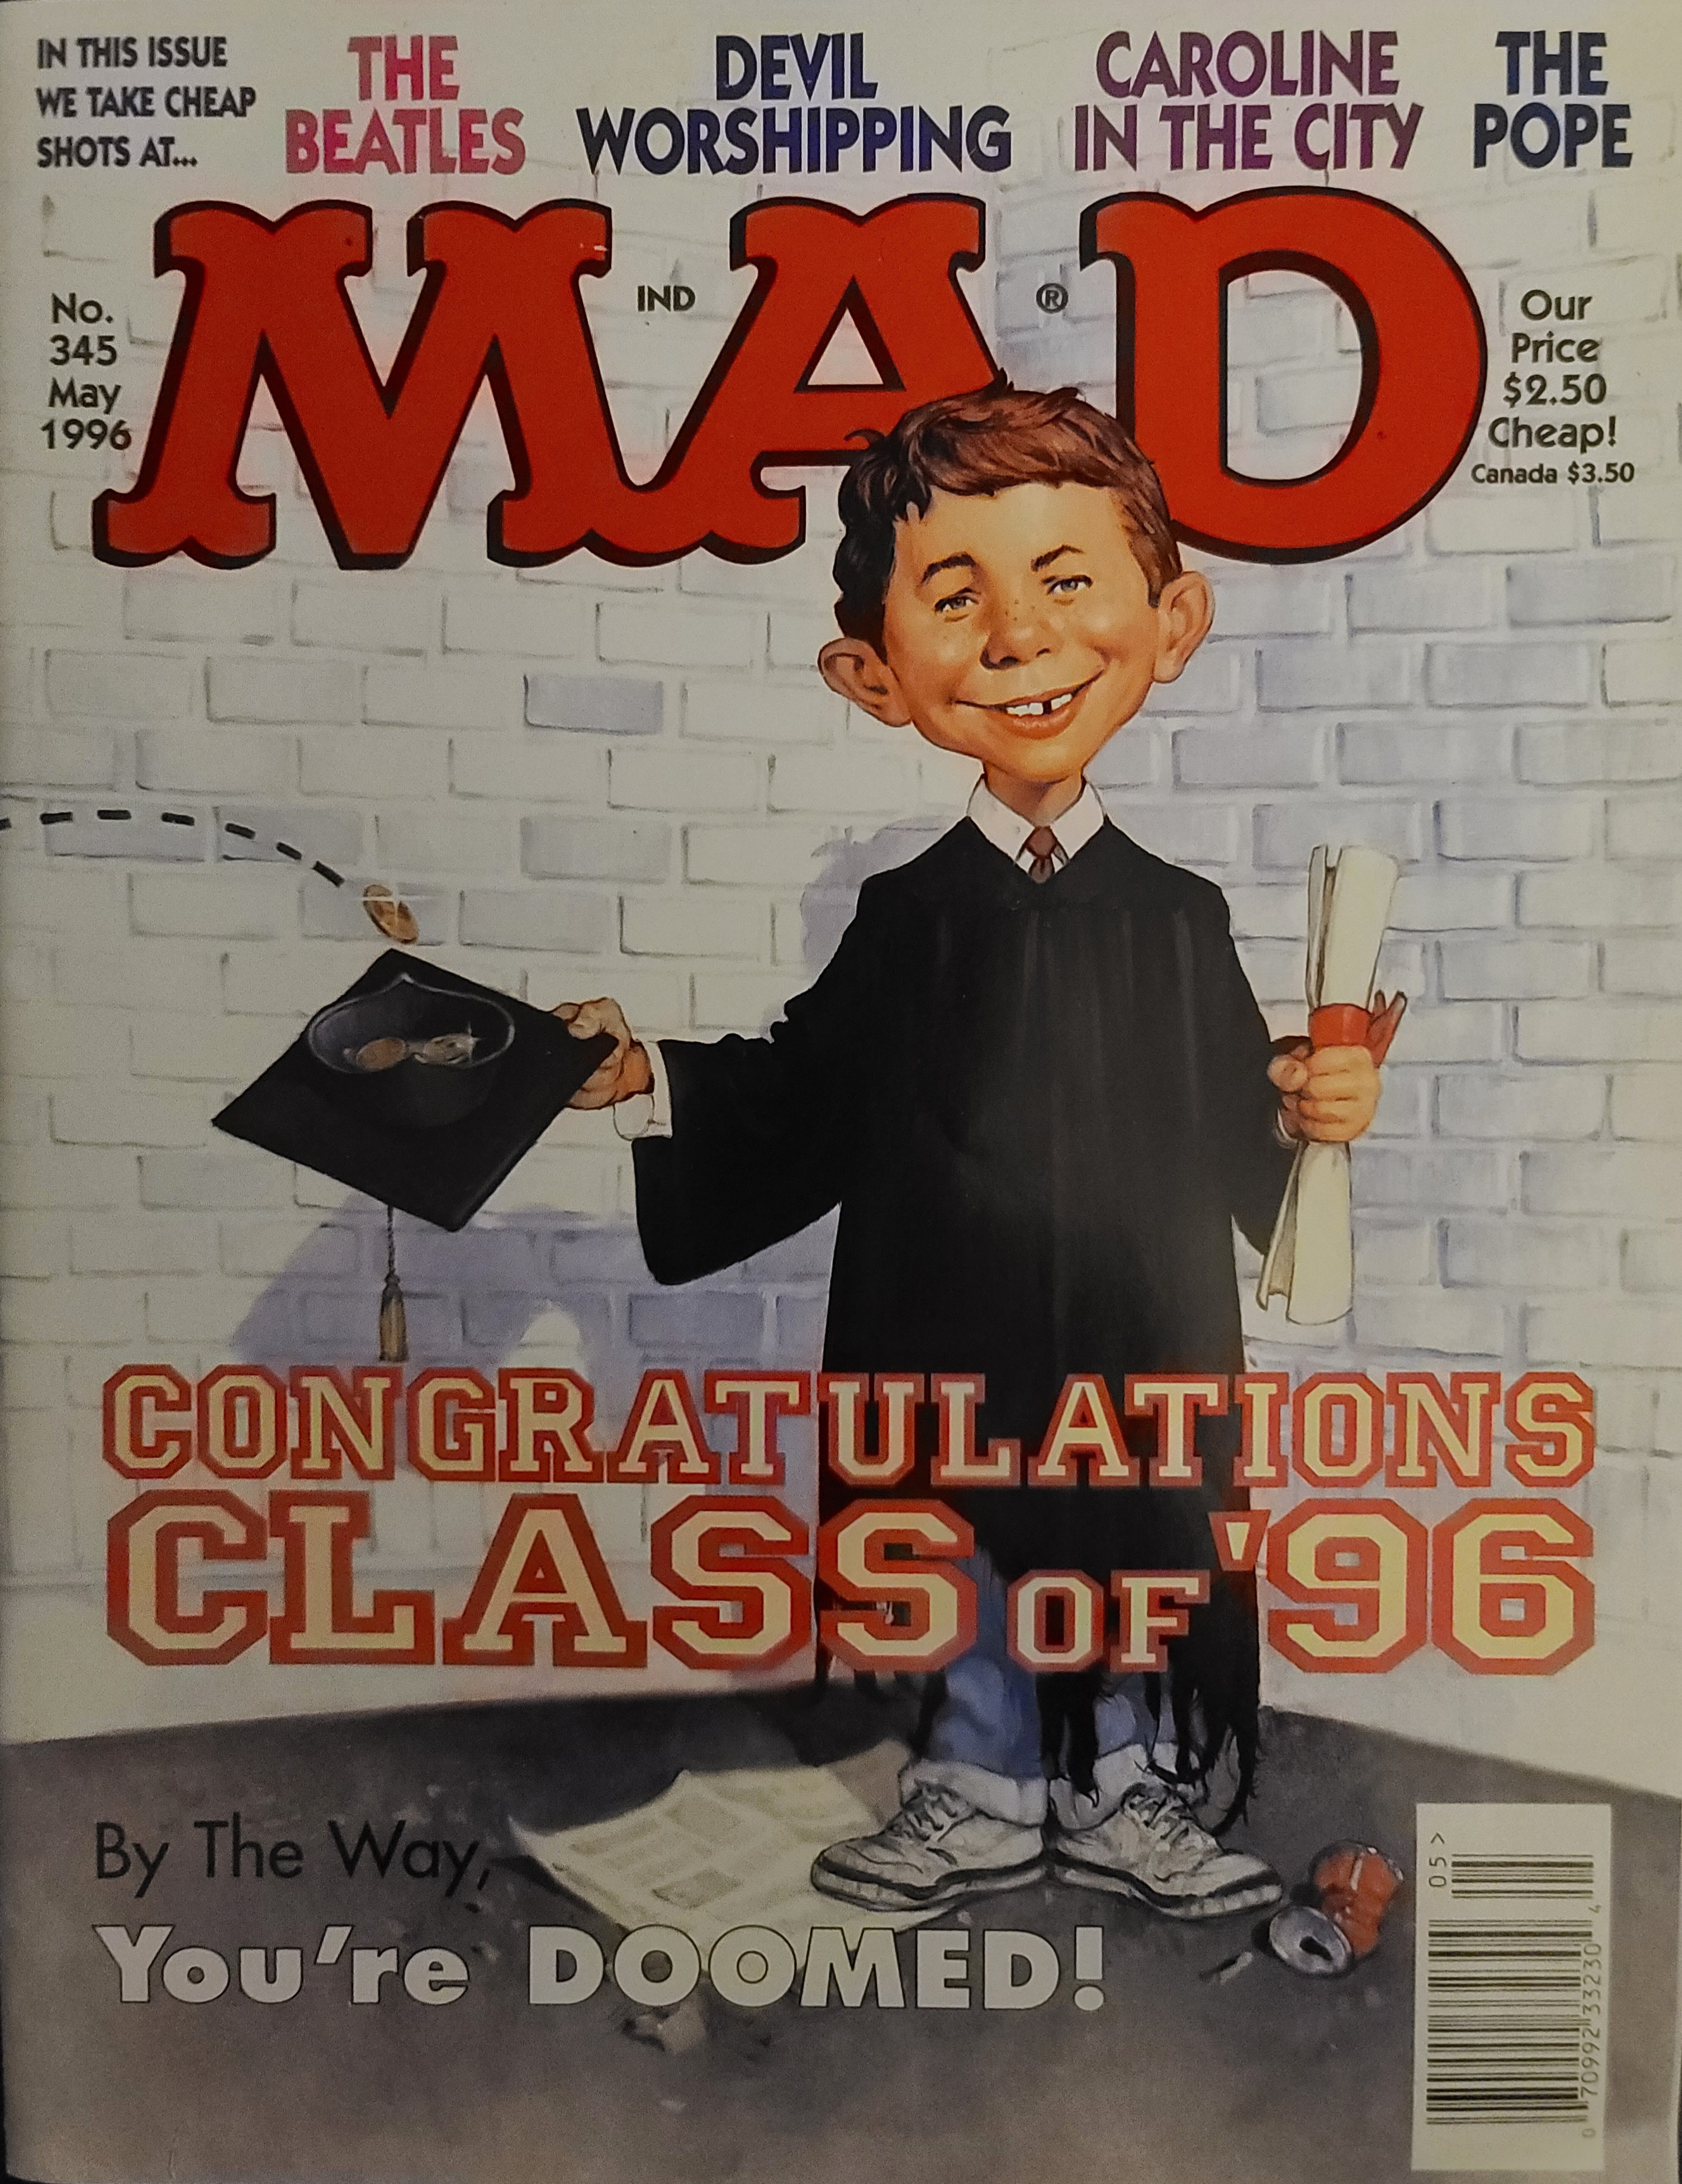 IN THIS ISSUE
WE TAKE CHEAP
SHOTS AT...
THE
BEATLES
DEVIL
WORSHIPPING
CAROLINE
IN THE CITY
THE
POPE
MAD
IND
®
No.
345
May
1996
Our
Price
$2.50
Cheap!
Canada $3.50
CONGRATULATIONS
CLASS OF '96
By The Way,
You're DOOMED!
05>
0 70992 33230 4